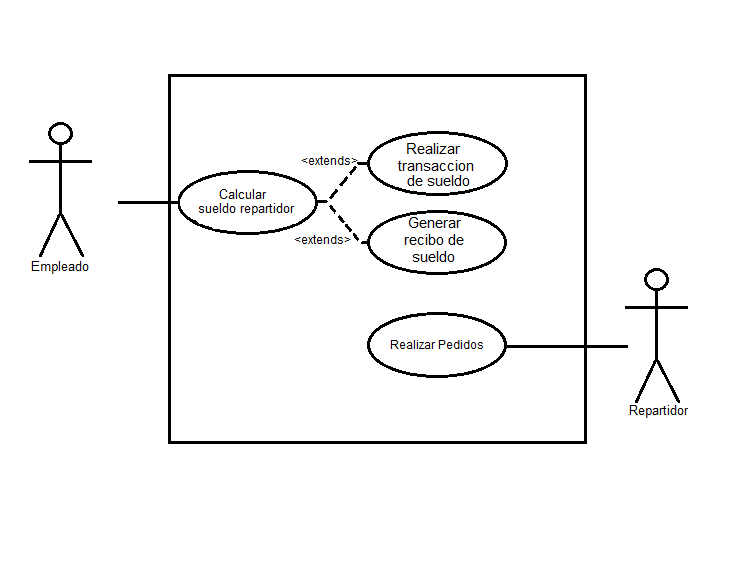 Empleado
Calcular
sueldo repartidor
<extends>
<extends>
Realizar
transaccion
de sueldo
Generar
recibo de
sueldo
Realizar Pedidos
Repartidor